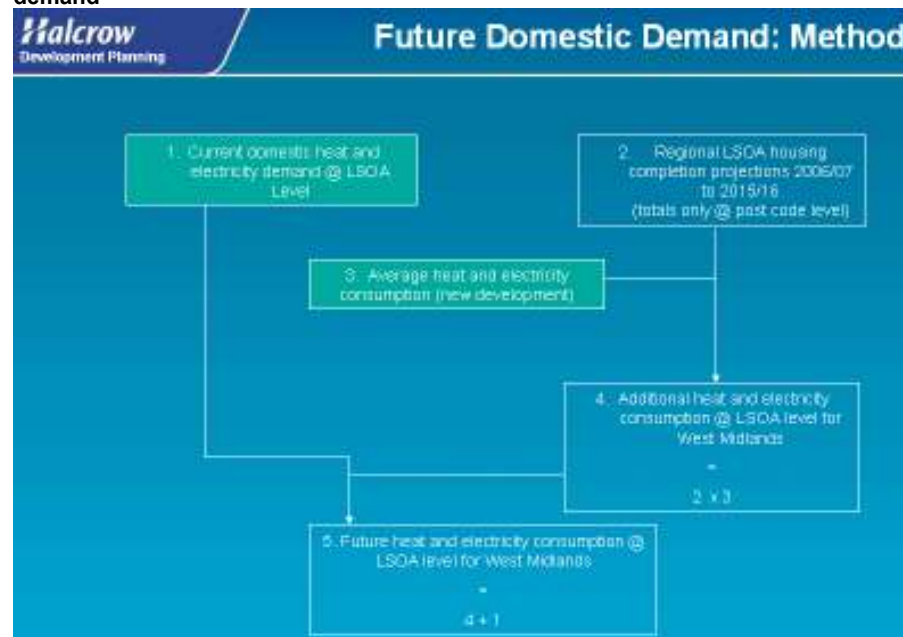 demand
Halcrow
Development Planning
Future Domestic Demand: Method
1. Current domestic heat and
electricity demand @ LSOA
Level
2. Regional LSOA housing
completion projections 2006/07
to 2015/16
(totals only @ post code level)
3. Average heat and electricity
consumption (new development)
4. Additional heat and electricity
consumption @ LSOA level for
West Midlands
=
2 x 3
5. Future heat and electricity consumption @
LSOA level for West Midlands
=
4 + 1